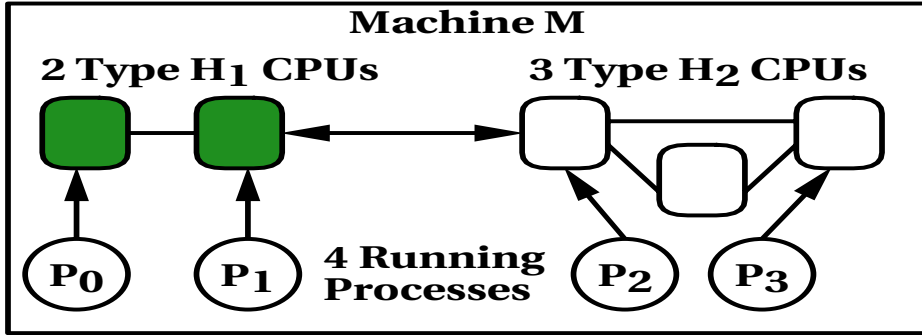 Machine M
2 Type H1 CPUs
3 Type H2 CPUs
P0
P1
4 Running
Processes
P2
P3